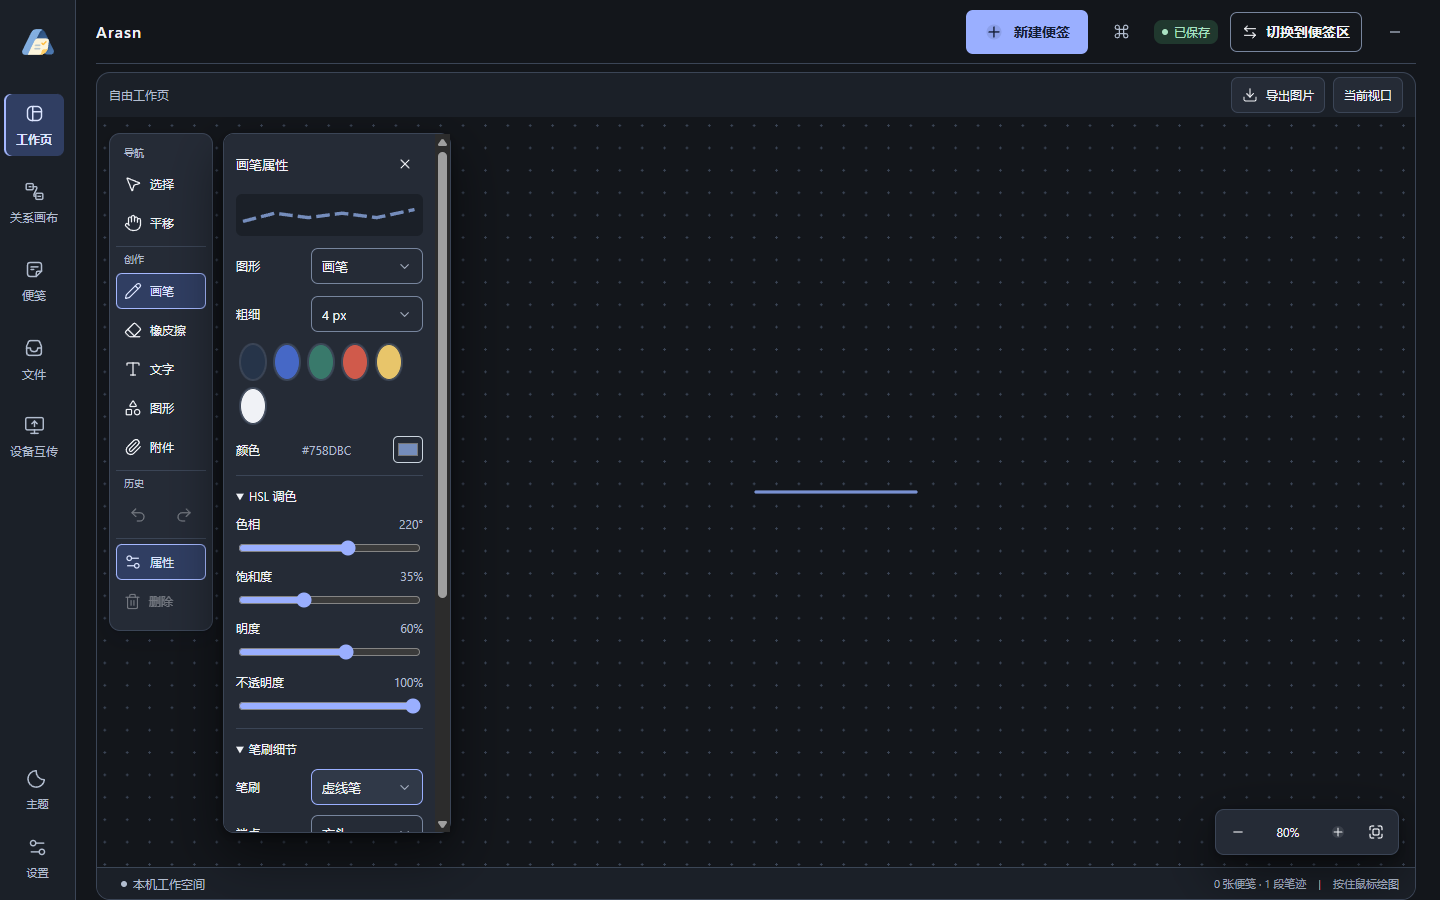 Arasn
新建便签
已保存
切换到便签区
工作页
关系画布
便笺
文件
设备互传
主题
设置
自由工作页
导出图片
当前视口
导航
选择
平移
创作
画笔
橡皮擦
文字
图形
附件
历史
属性
删除
画笔属性
图形 画笔
粗细 4 px
颜色 #758DBC
▼ HSL 调色
色相 220°
饱和度 35%
明度 60%
不透明度 100%
▼ 笔刷细节
笔刷 虚线笔
80%
本机工作空间
0 张便笺 · 1 段笔迹 | 按住鼠标绘图